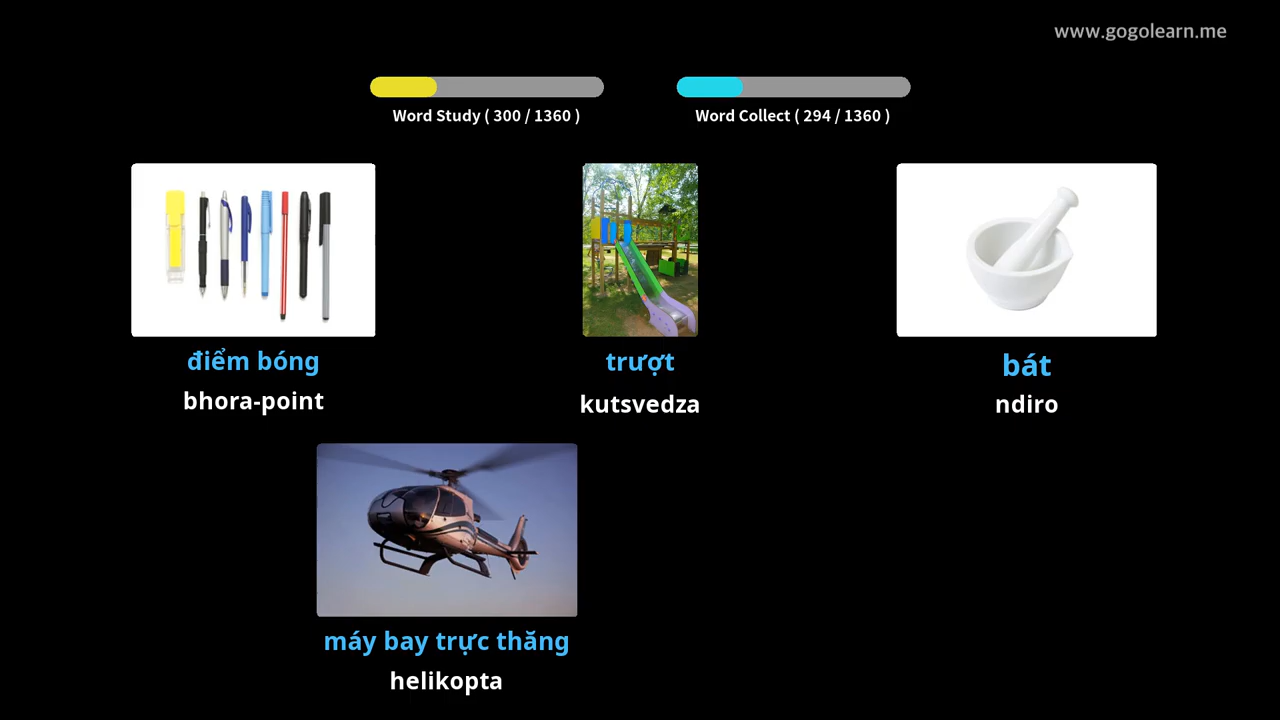 www.gogolearn.me
Word Study ( 300 / 1360 )
Word Collect ( 294 / 1360 )
điểm bóng
bhora-point
trượt
kutsvedza
bát
ndiro
máy bay trực thăng
helikopta